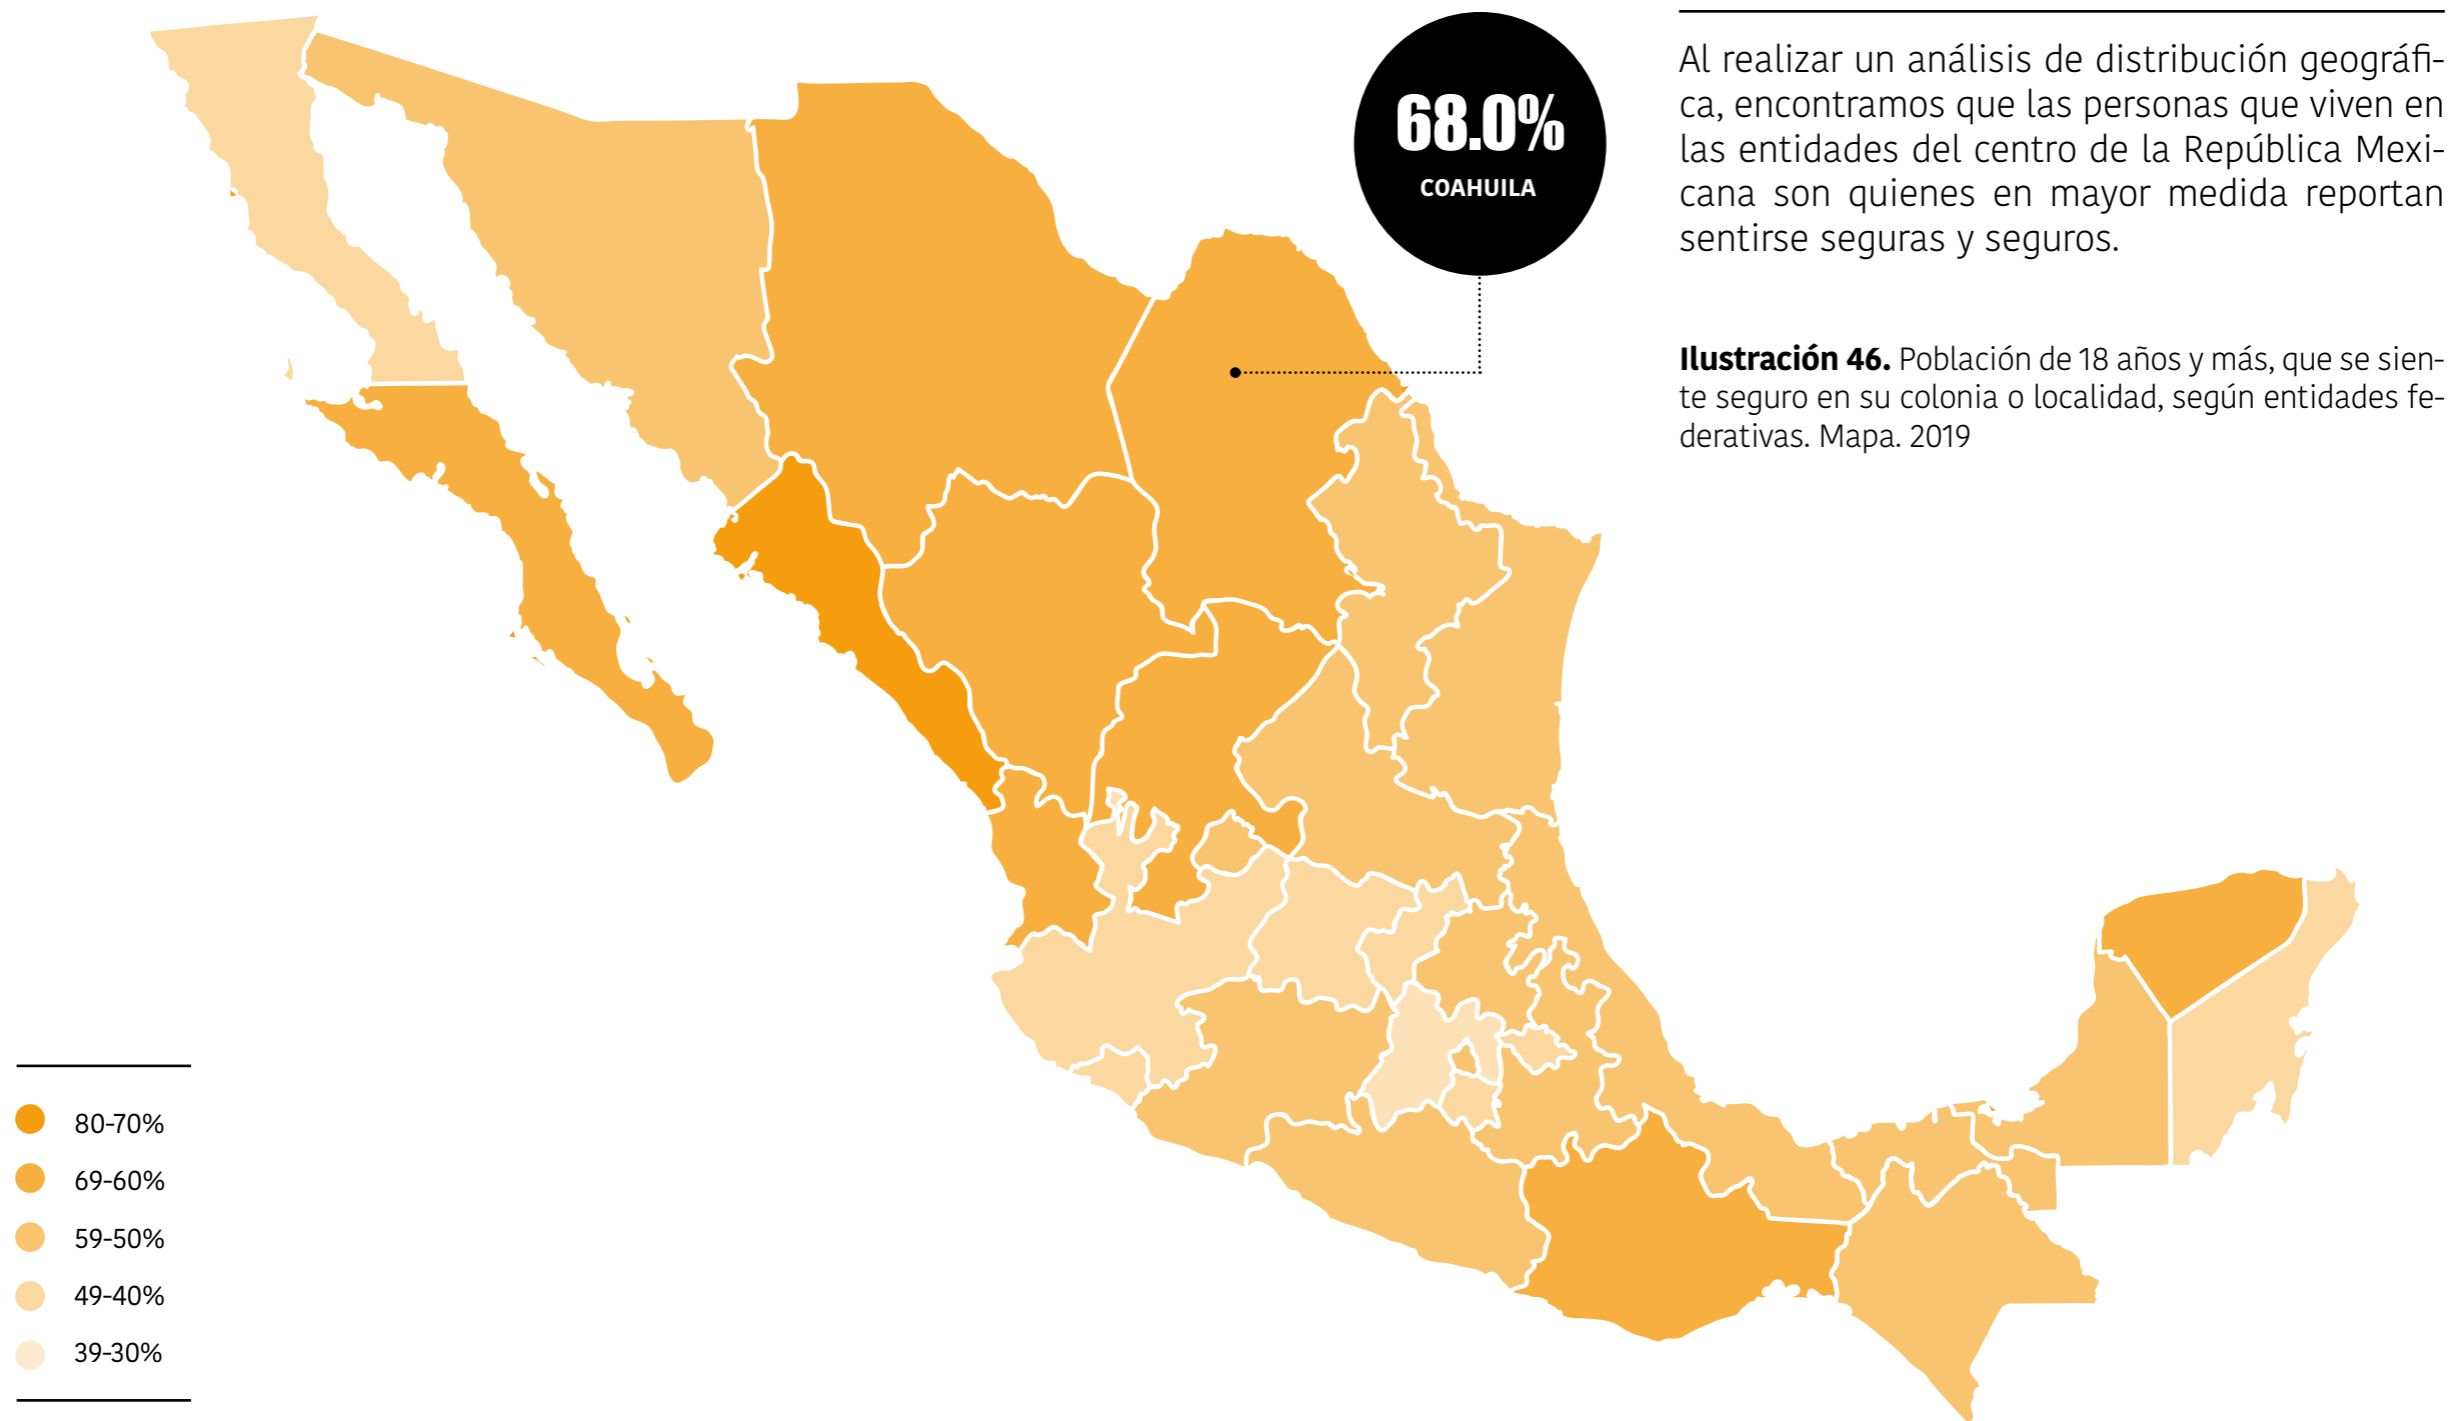 68.0%
COAHUILA
Al realizar un análisis de distribución geográfi-
ca, encontramos que las personas que viven en
las entidades del centro de la República Mexi-
cana son quienes en mayor medida reportan
sentirse seguras y seguros.
Ilustración 46. Población de 18 años y más, que se sien-
te seguro en su colonia o localidad, según entidades fe-
derativas. Mapa. 2019
80-70%
69-60%
59-50%
49-40%
39-30%